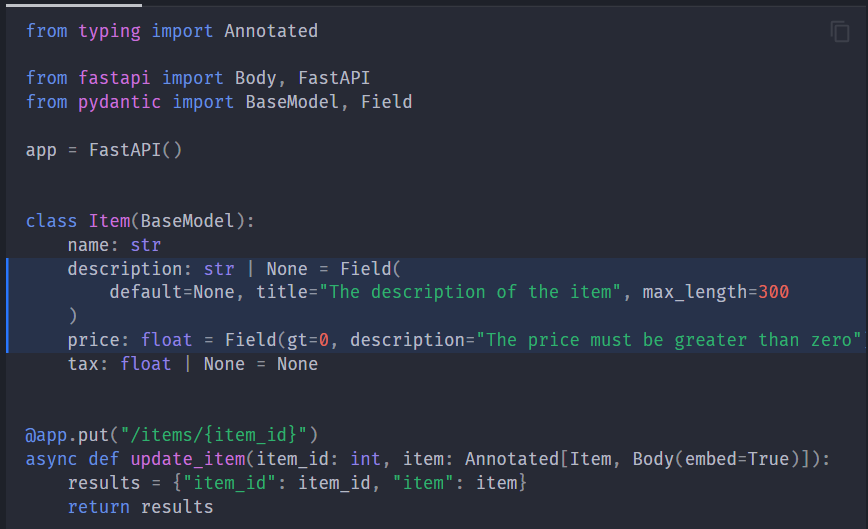 from typing import Annotated

from fastapi import Body, FastAPI
from pydantic import BaseModel, Field

app = FastAPI()


class Item(BaseModel):
    name: str
    description: str | None = Field(
        default=None, title="The description of the item", max_length=300
    )
    price: float = Field(gt=0, description="The price must be greater than zero"
    tax: float | None = None


@app.put("/items/{item_id}")
async def update_item(item_id: int, item: Annotated[Item, Body(embed=True)]):
    results = {"item_id": item_id, "item": item}
    return results